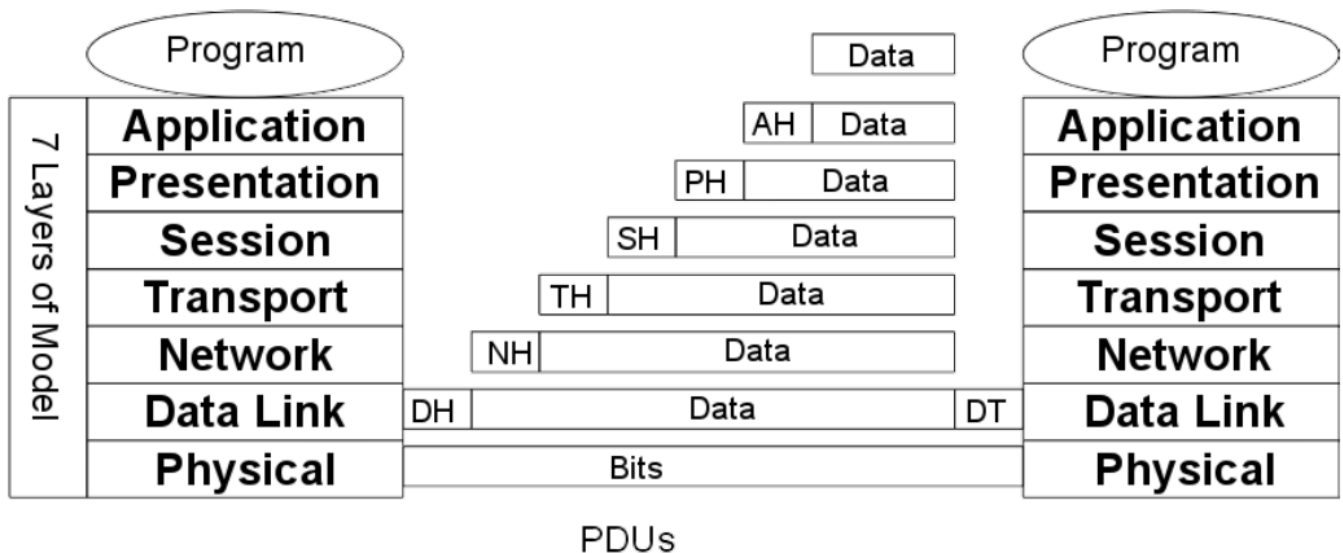 Program Data Program
7 Layers of Model
Application AH Data Application
Presentation PH Data Presentation
Session SH Data Session
Transport TH Data Transport
Network NH Data Network
Data Link DH Data DT Data Link
Physical Bits Physical
PDUs